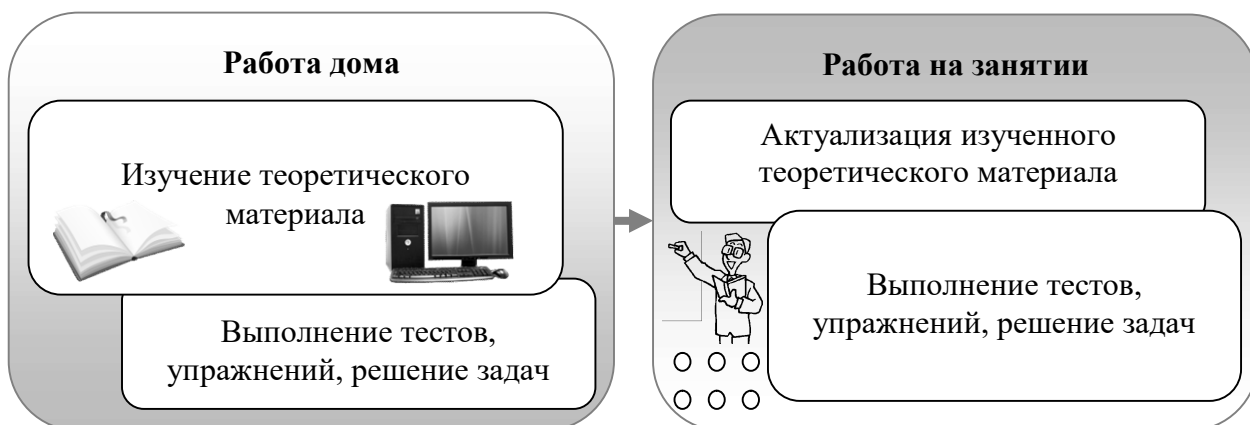 Работа дома
Изучение теоретического
материала
Выполнение тестов,
упражнений, решение задач
Работа на занятии
Актуализация изученного
теоретического материала
Выполнение тестов,
упражнений, решение задач